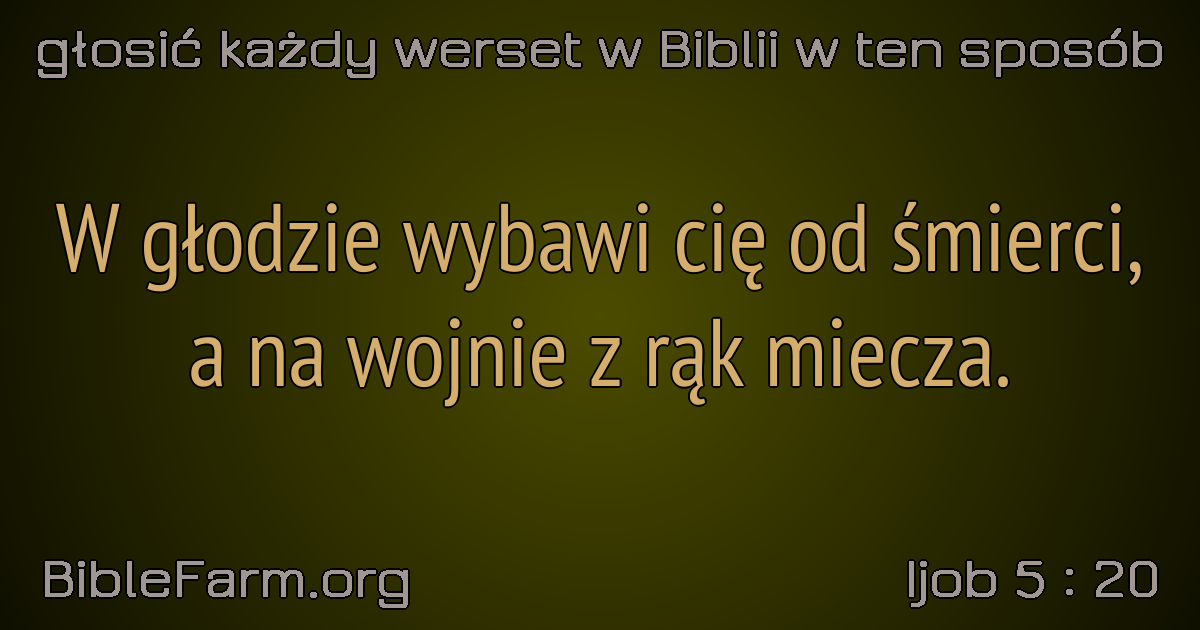 głosić każdy werset w Biblii w ten sposób
W głodzie wybawi cię od śmierci,
a na wojnie z rąk miecza.
BibleFarm.org
Ijob 5 : 20